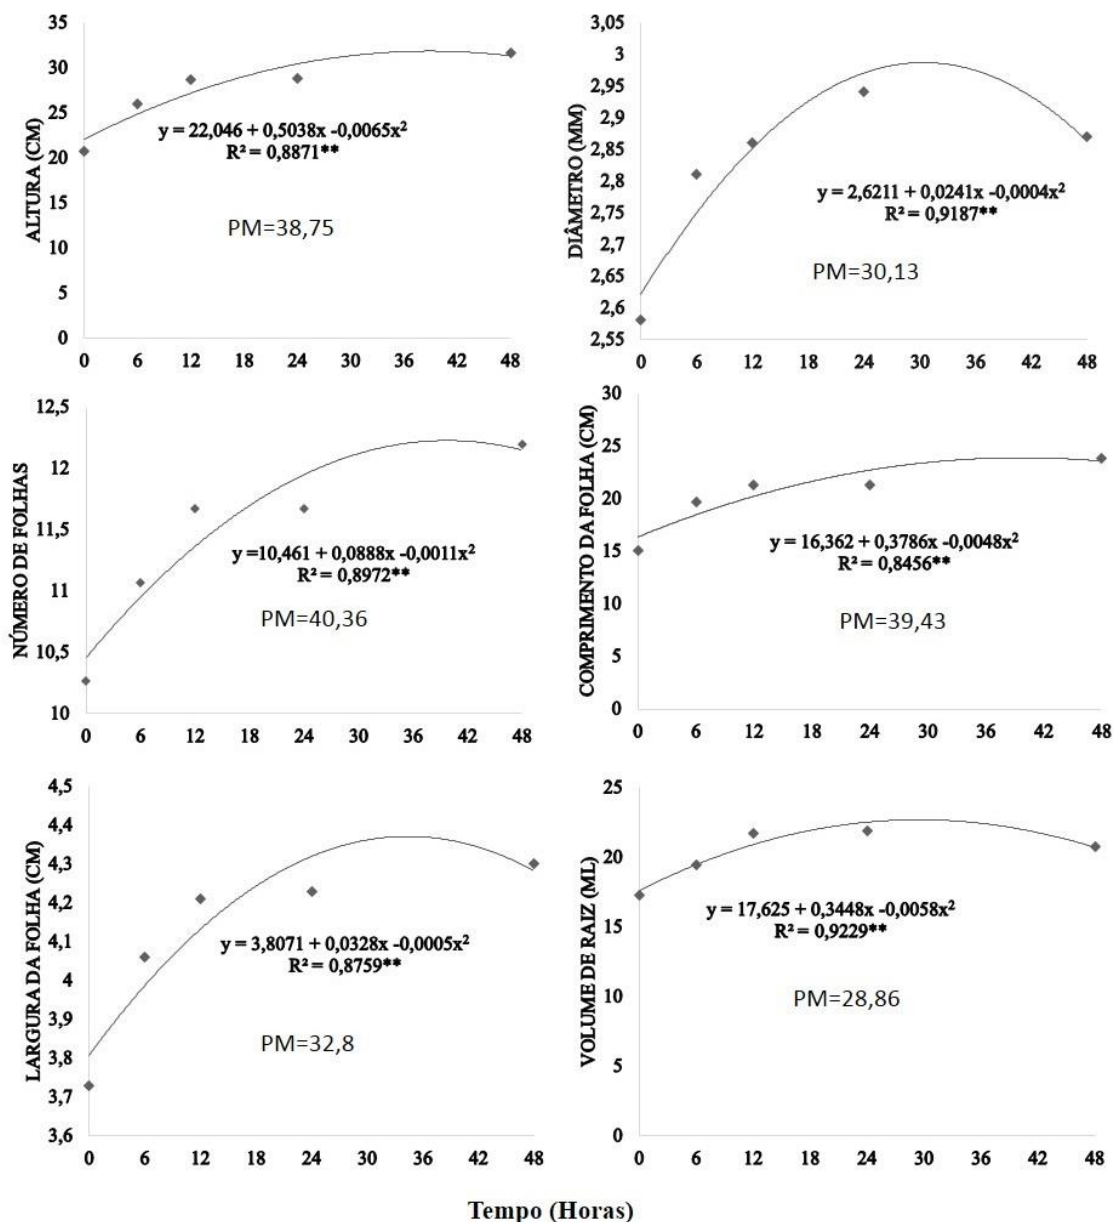 ALTURA (CM)
35
30
25
20
15
10
5
0
y = 22,046 + 0,5038x -0,0065x²
R² = 0,8871**
PM=38,75
0 6 12 18 24 30 36 42 48
DIÂMETRO (MM)
3,05
3
2,95
2,9
2,85
2,8
2,75
2,7
2,65
2,6
2,55
y = 2,6211 + 0,0241x -0,0004x²
R² = 0,9187**
PM=30,13
0 6 12 18 24 30 36 42 48
NÚMERO DE FOLHAS
12,5
12
11,5
11
10,5
10
y =10,461 + 0,0888x -0,0011x²
R² = 0,8972**
PM=40,36
0 6 12 18 24 30 36 42 48
COMPRIMENTO DA FOLHA (CM)
30
25
20
15
10
5
0
y = 16,362 + 0,3786x -0,0048x²
R² = 0,8456**
PM=39,43
0 6 12 18 24 30 36 42 48
LARGURA DA FOLHA (CM)
4,5
4,4
4,3
4,2
4,1
4
3,9
3,8
3,7
3,6
y = 3,8071 + 0,0328x -0,0005x²
R² = 0,8759**
PM=32,8
0 6 12 18 24 30 36 42 48
VOLUME DE RAIZ (ML)
25
20
15
10
5
0
y = 17,625 + 0,3448x -0,0058x²
R² = 0,9229**
PM=28,86
0 6 12 18 24 30 36 42 48
Tempo (Horas)